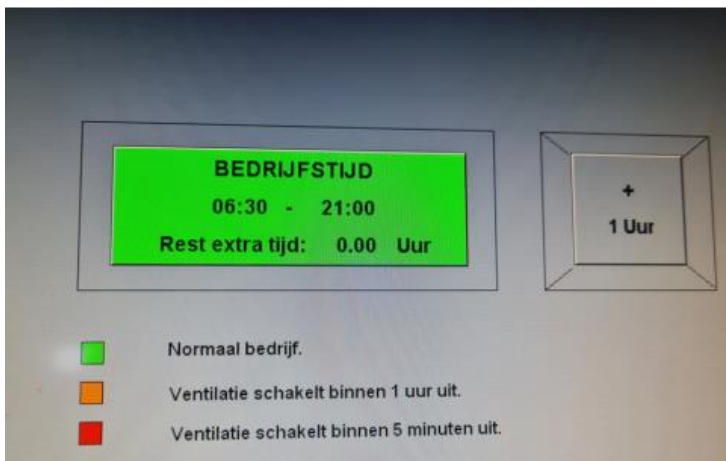 BEDRIJFSTIJD
06:30 - 21:00
Rest extra tijd: 0.00 Uur
+
1 Uur
Normaal bedrijf.
Ventilatie schakelt binnen 1 uur uit.
Ventilatie schakelt binnen 5 minuten uit.